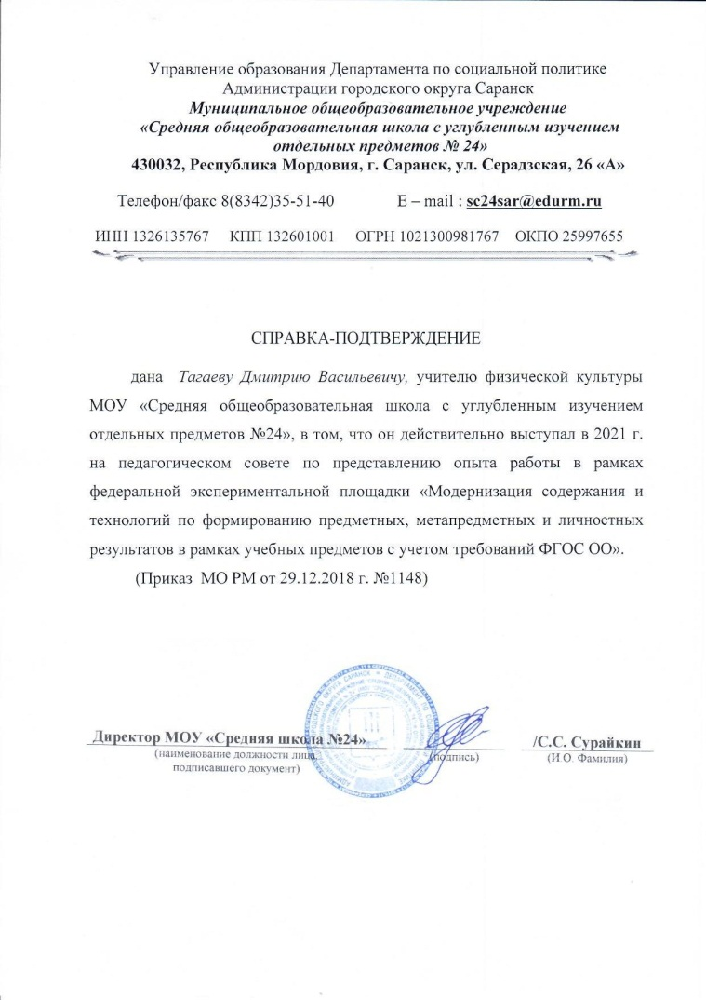 Управление образования Департамента по социальной политике
Администрации городского округа Саранск
Муниципальное общеобразовательное учреждение
«Средняя общеобразовательная школа с углубленным изучением
отдельных предметов № 24»
430032, Республика Мордовия, г. Саранск, ул. Серадзская, 26 «А»
Телефон/факс 8(8342)35-51-40 E – mail : sc24sar@edurm.ru
ИНН 1326135767 КПП 132601001 ОГРН 1021300981767 ОКПО 25997655
СПРАВКА-ПОДТВЕРЖДЕНИЕ
дана Тагаеву Дмитрию Васильевичу, учителю физической культуры
МОУ «Средняя общеобразовательная школа с углубленным изучением
отдельных предметов №24», в том, что он действительно выступал в 2021 г.
на педагогическом совете по представлению опыта работы в рамках
федеральной экспериментальной площадки «Модернизация содержания и
технологий по формированию предметных, метапредметных и личностных
результатов в рамках учебных предметов с учетом требований ФГОС ОО».
(Приказ МО РМ от 29.12.2018 г. №1148)
Директор МОУ «Средняя школа №24» /С.С. Сурайкин
(наименование должности лица, (подпись) (И.О. Фамилия)
подписавшего документ)